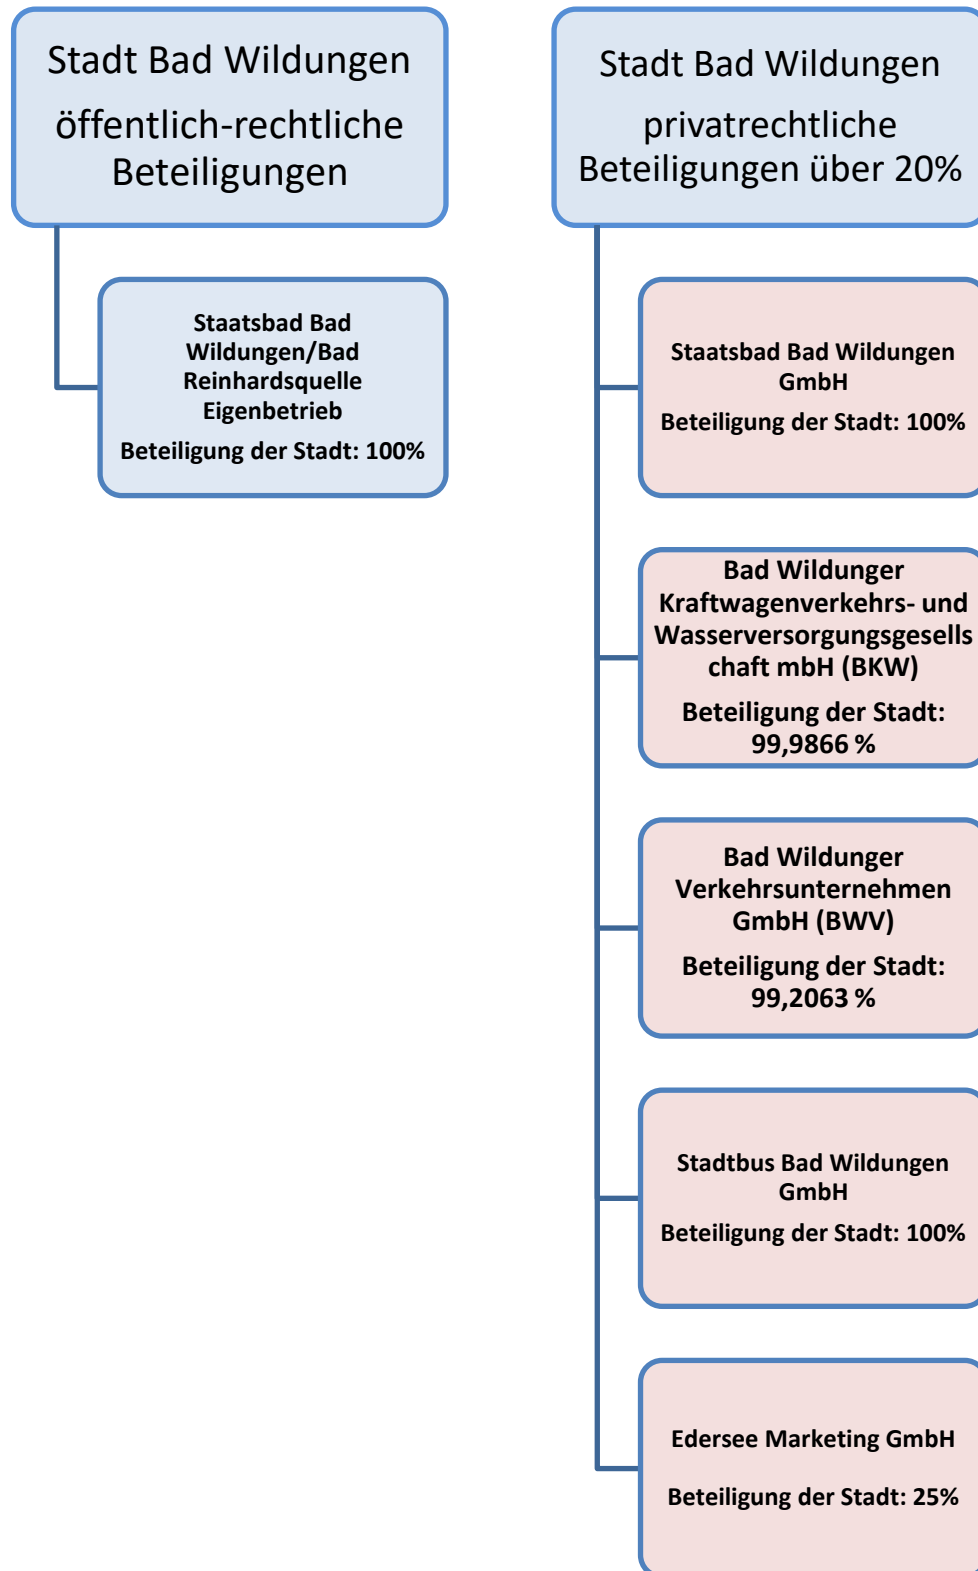 Stadt Bad Wildungen
öffentlich-rechtliche
Beteiligungen
Staatsbad Bad
Wildungen/Bad
Reinhardsquelle
Eigenbetrieb
Beteiligung der Stadt: 100%
Stadt Bad Wildungen
privatrechtliche
Beteiligungen über 20%
Staatsbad Bad Wildungen
GmbH
Beteiligung der Stadt: 100%
Bad Wildunger
Kraftwagenverkehrs- und
Wasserversorgungsgesells
chaft mbH (BKW)
Beteiligung der Stadt:
99,9866 %
Bad Wildunger
Verkehrsunternehmen
GmbH (BWV)
Beteiligung der Stadt:
99,2063 %
Stadtbus Bad Wildungen
GmbH
Beteiligung der Stadt: 100%
Edersee Marketing GmbH
Beteiligung der Stadt: 25%